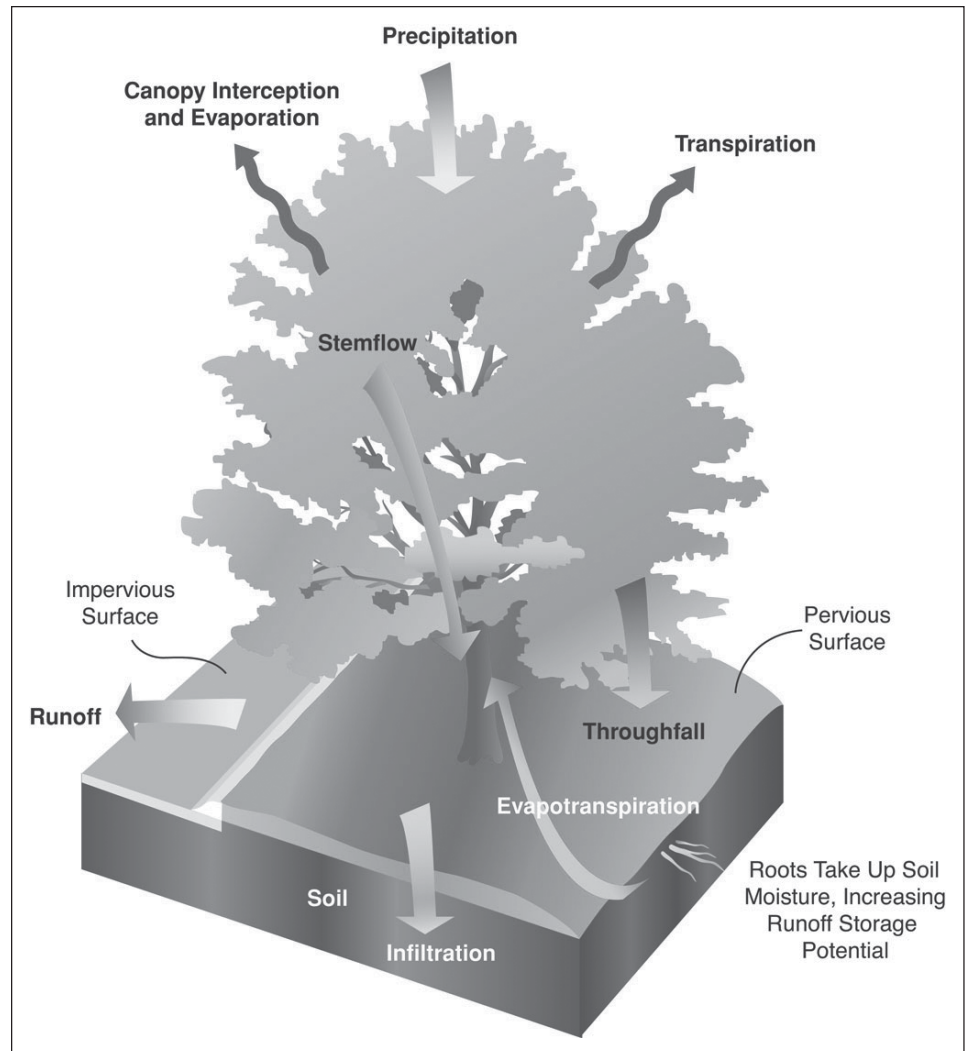 Precipitation
Canopy Interception
and Evaporation
Transpiration
Stemflow
Impervious
Surface
Pervious
Surface
Runoff
Throughfall
Evapotranspiration
Roots Take Up Soil
Moisture, Increasing
Runoff Storage
Potential
Soil
Infiltration